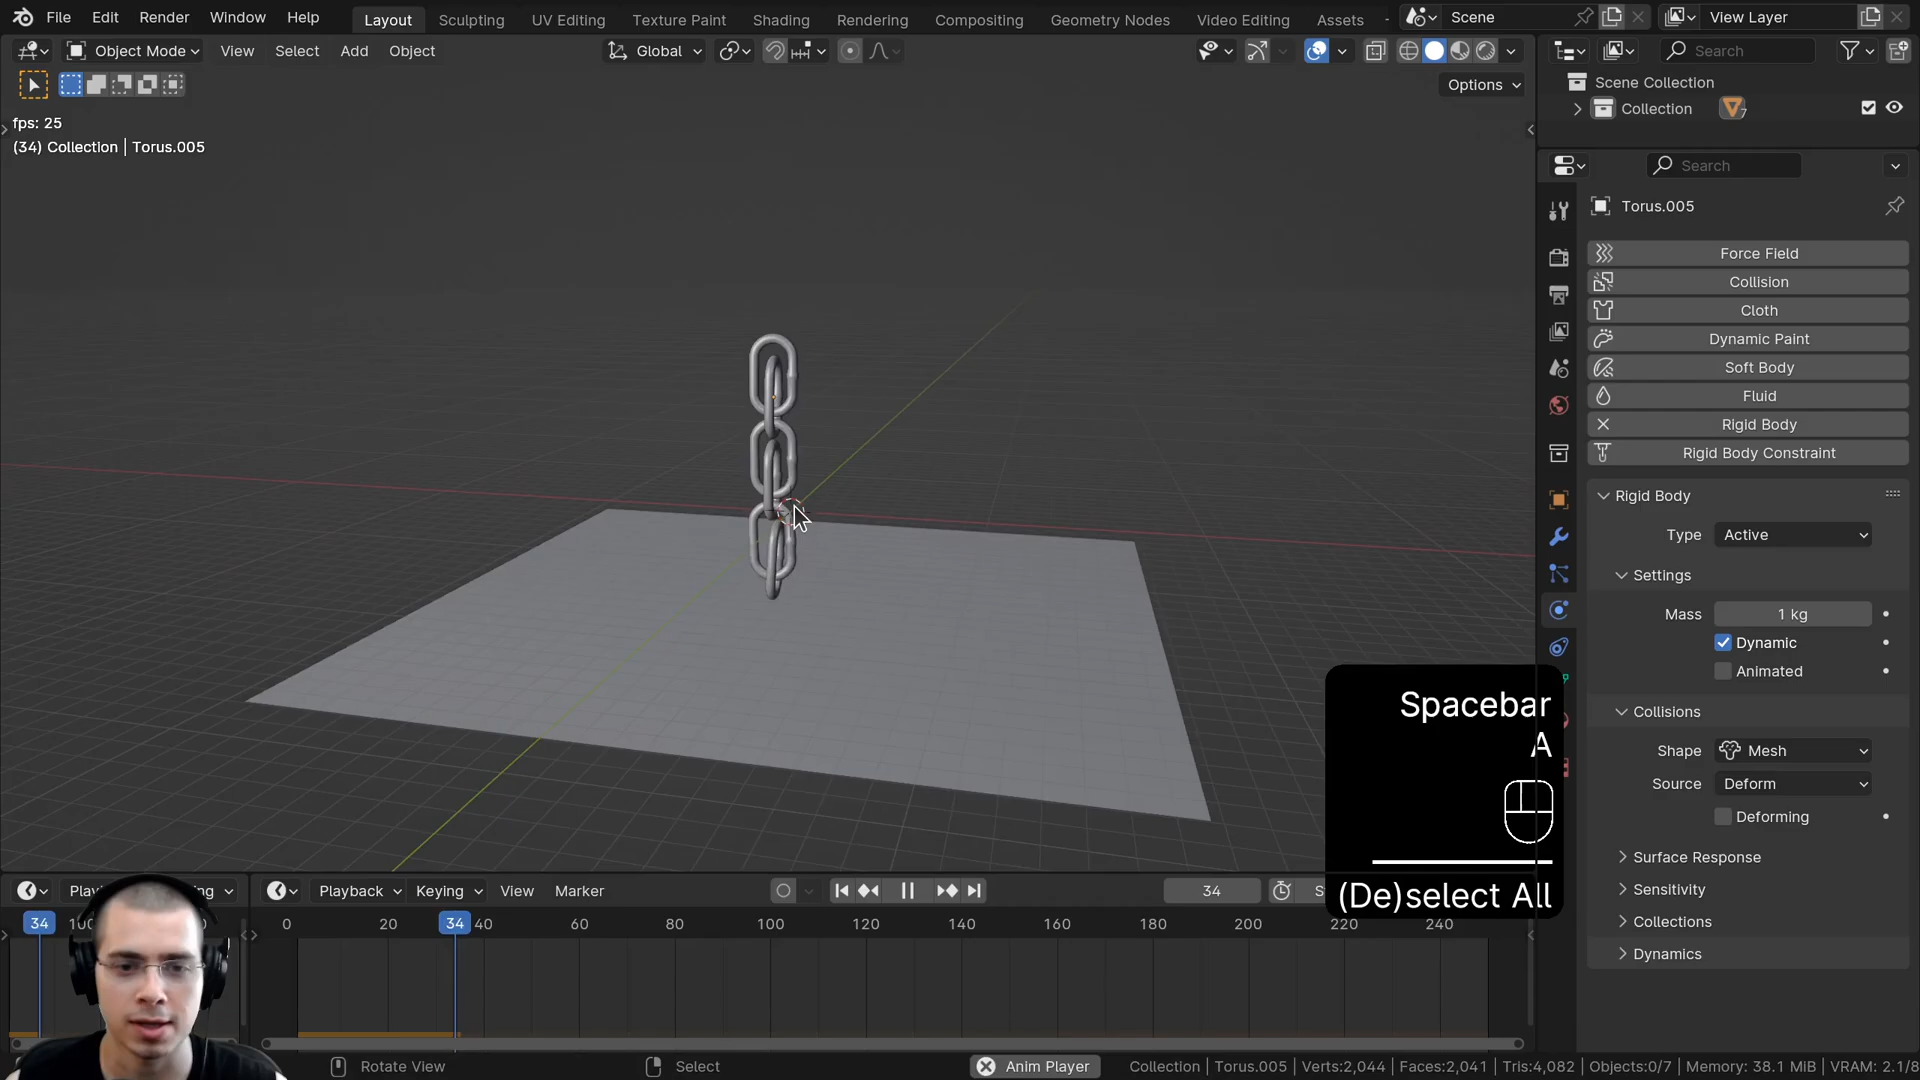 File Edit Render Window Help Layout Sculpting UV Editing Texture Paint Shading Rendering Compositing Geometry Nodes Video Editing Assets Scene View Layer
Object Mode View Select Add Object Global Search
Options
Scene Collection
Collection 7
fps: 25
(34) Collection | Torus.005
Search
Torus.005
Force Field
Collision
Cloth
Dynamic Paint
Soft Body
Fluid
Rigid Body
Rigid Body Constraint
Rigid Body
Type Active
Settings
Mass 1 kg
Dynamic
Animated
Collisions
Shape Mesh
Source Deform
Deforming
Surface Response
Sensitivity
Collections
Dynamics
Spacebar
A
(De)select All
Playback Keying View Marker 34
34 0 20 34 40 60 80 100 120 140 160 180 200 220 240
Rotate View Select Anim Player Collection | Torus.005 | Verts:2,044 | Faces:2,041 | Tris:4,082 | Objects:0/7 | Memory: 38.1 MiB | VRAM: 2.1/8